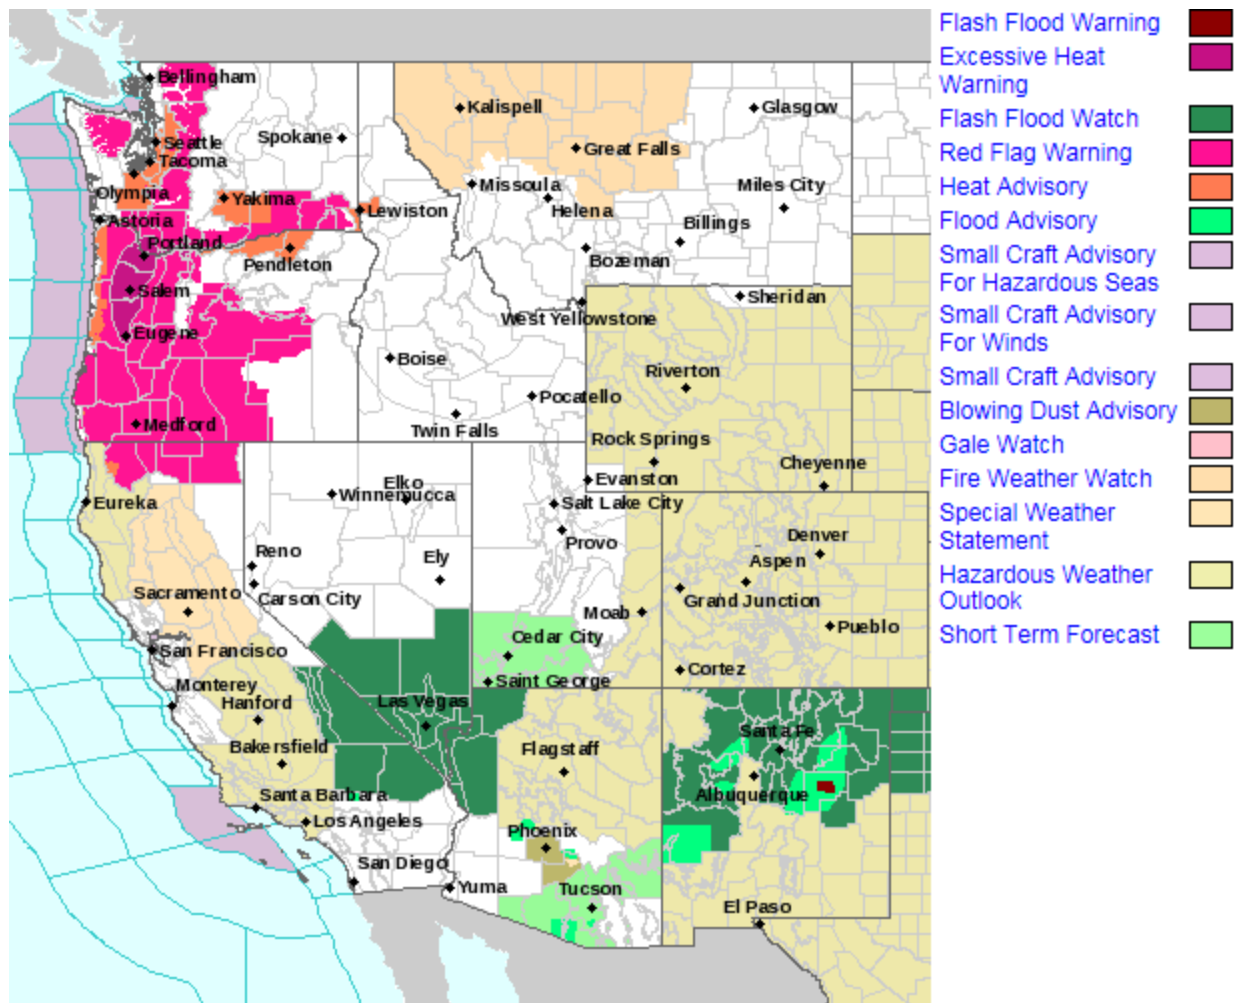 Bellingham
Kalispell
Glasgow
Spokane
Seattle
Great Falls
Tacoma
Missoula
Miles City
Olympia
Yakima
Helena
Lewiston
Astoria
Billings
Portland
Bozeman
Pendleton
Salem
Sheridan
West Yellowstone
Eugene
Boise
Riverton
Pocatello
Medford
Twin Falls
Rock Springs
Cheyenne
Elko
Evanston
Winnemucca
Eureka
Salt Lake City
Denver
Provo
Reno
Ely
Aspen
Sacramento
Carson City
Grand Junction
Moab
Pueblo
Cedar City
San Francisco
Cortez
Saint George
Monterey
Hanford
Las Vegas
Santa Fe
Bakersfield
Flagstaff
Santa Barbara
Albuquerque
Los Angeles
Phoenix
San Diego
Yuma
Tucson
El Paso
Flash Flood Warning
Excessive Heat
Warning
Flash Flood Watch
Red Flag Warning
Heat Advisory
Flood Advisory
Small Craft Advisory
For Hazardous Seas
Small Craft Advisory
For Winds
Small Craft Advisory
Blowing Dust Advisory
Gale Watch
Fire Weather Watch
Special Weather
Statement
Hazardous Weather
Outlook
Short Term Forecast